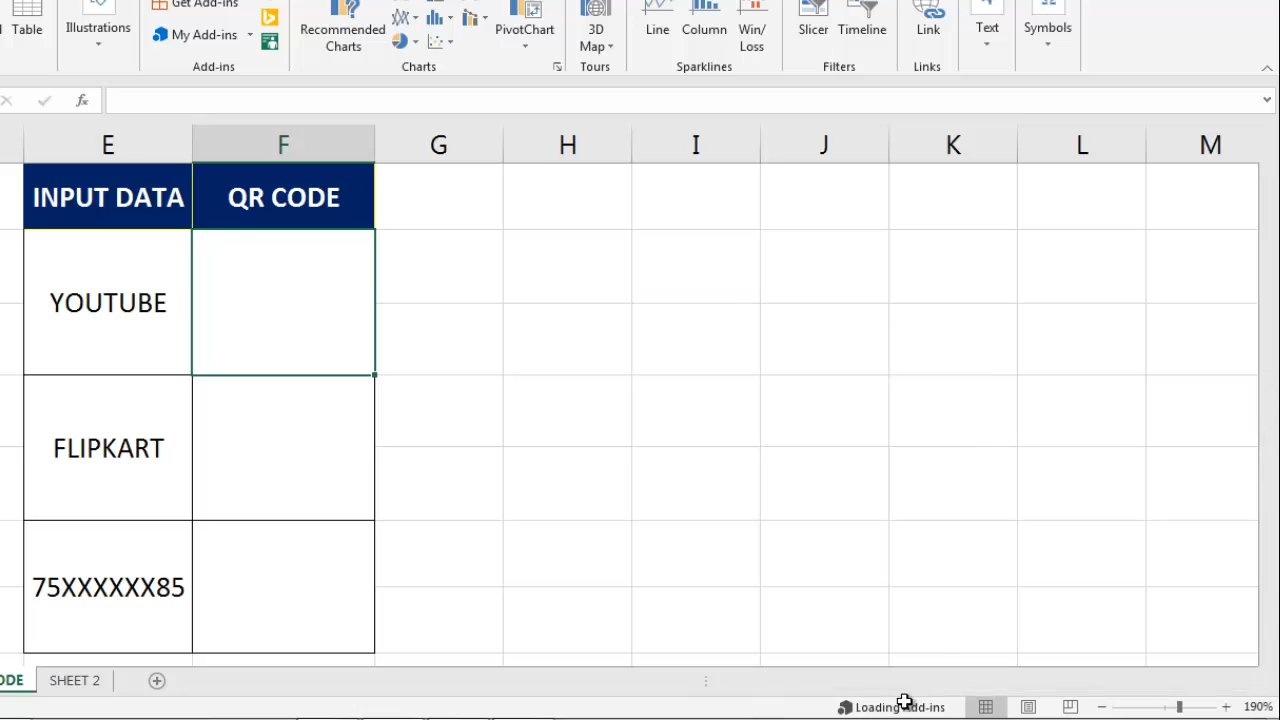 Get Add-ins
Table
Illustrations
My Add-ins
Recommended
Charts
PivotChart
3D
Map
Line
Column
Win/
Loss
Slicer
Timeline
Link
Text
Symbols
Add-ins
Charts
Tours
Sparklines
Filters
Links
fx
E F G H I J K L M
INPUT DATA QR CODE
YOUTUBE
FLIPKART
75XXXXXX85
ODE SHEET 2
Loading Add-ins
190%